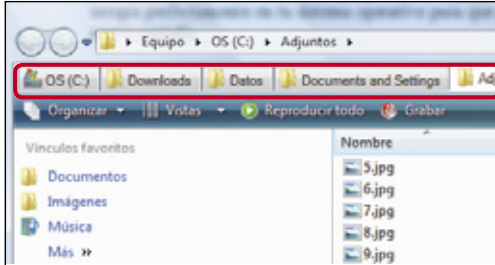 Equipo ▸ OS (C:) ▸ Adjuntos ▸
OS (C:) Downloads Datos Documents and Settings Adj
Organizar Vistas Reproducir todo Grabar
Vínculos favoritos
Documentos
Imágenes
Música
Más »
Nombre
5.jpg
6.jpg
7.jpg
8.jpg
9.jpg